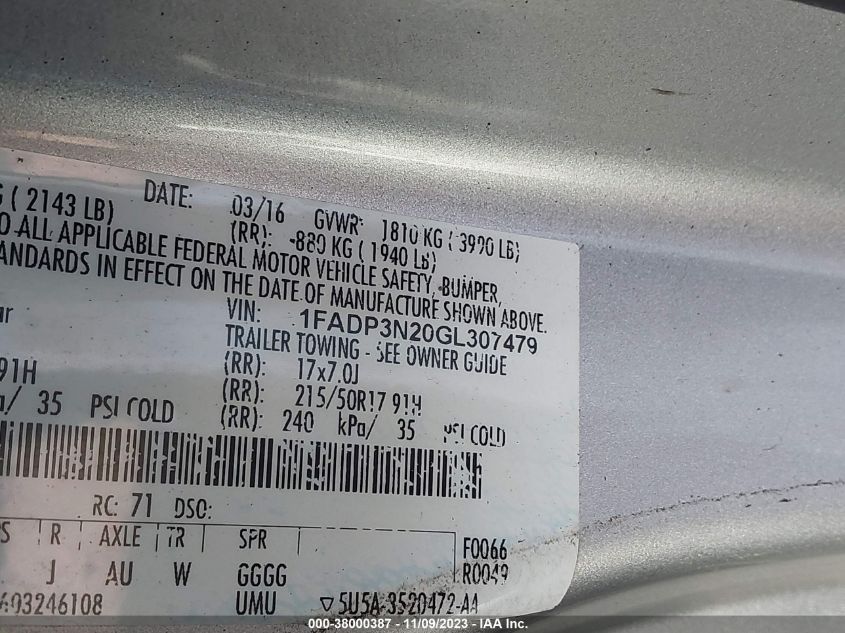 DATE: 03/16 GVWR: 1810 KG ( 3990 LB)
( 2143 LB) (RR): 880 KG ( 1940 LB)
ALL APPLICABLE FEDERAL MOTOR VEHICLE SAFETY, BUMPER,
IN EFFECT ON THE DATE OF MANUFACTURE SHOWN ABOVE.
VIN: 1FADP3N20GL307479
TRAILER TOWING - SEE OWNER GUIDE
91H (RR): 17x7.0J
(RR): 215/50R17 91H
/ 35 PSI COLD (RR): 240 kPa/ 35 PSI COLD
RC: 71 DSO:
R AXLE TR SPR F0066
J AU W GGGG R0049
03246108 UMU ▽ 5U5A-3520472-AA
000-38000387 - 11/09/2023 - IAA Inc.